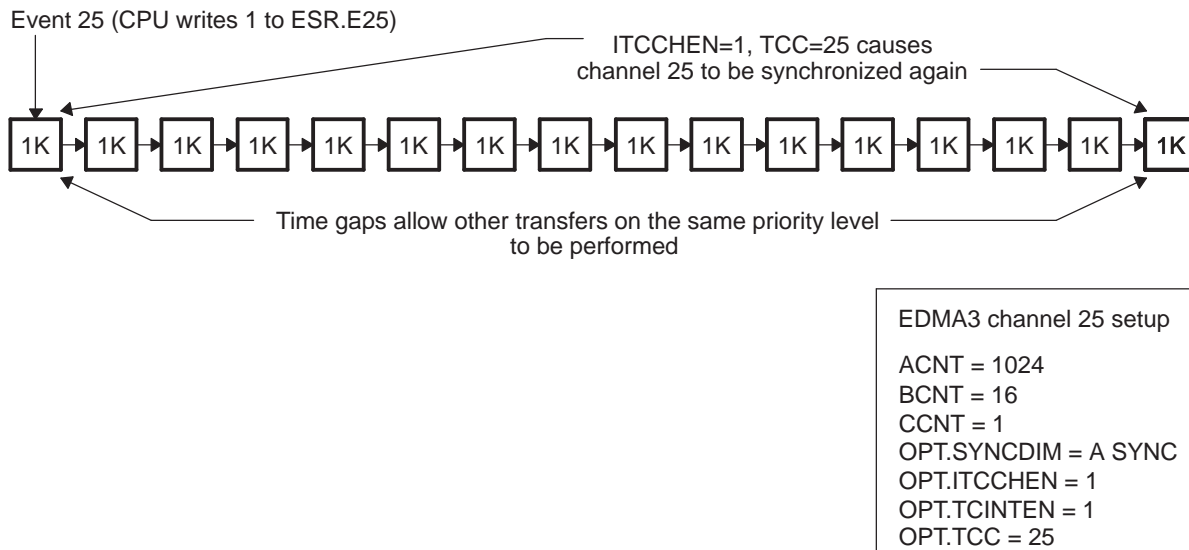 Event 25 (CPU writes 1 to ESR.E25)
ITCCHEN=1, TCC=25 causes
channel 25 to be synchronized again
1K 1K 1K 1K 1K 1K 1K 1K 1K 1K 1K 1K 1K 1K 1K 1K
Time gaps allow other transfers on the same priority level
to be performed
EDMA3 channel 25 setup
ACNT = 1024
BCNT = 16
CCNT = 1
OPT.SYNCDIM = A SYNC
OPT.ITCCHEN = 1
OPT.TCINTEN = 1
OPT.TCC = 25